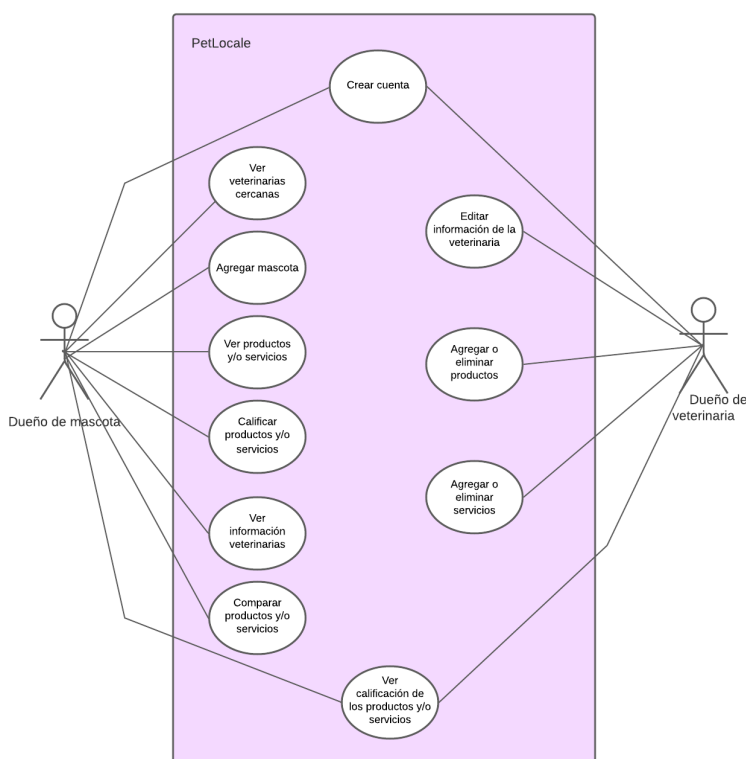 PetLocale
Crear cuenta
Ver
veterinarias
cercanas
Editar
información de la
veterinaria
Agregar mascota
Ver productos
y/o servicios
Agregar o
eliminar
productos
Dueño de mascota
Dueño de
veterinaria
Calificar
productos y/o
servicios
Agregar o
eliminar
servicios
Ver
información
veterinarias
Comparar
productos y/o
servicios
Ver
calificación de
los productos y/o
servicios